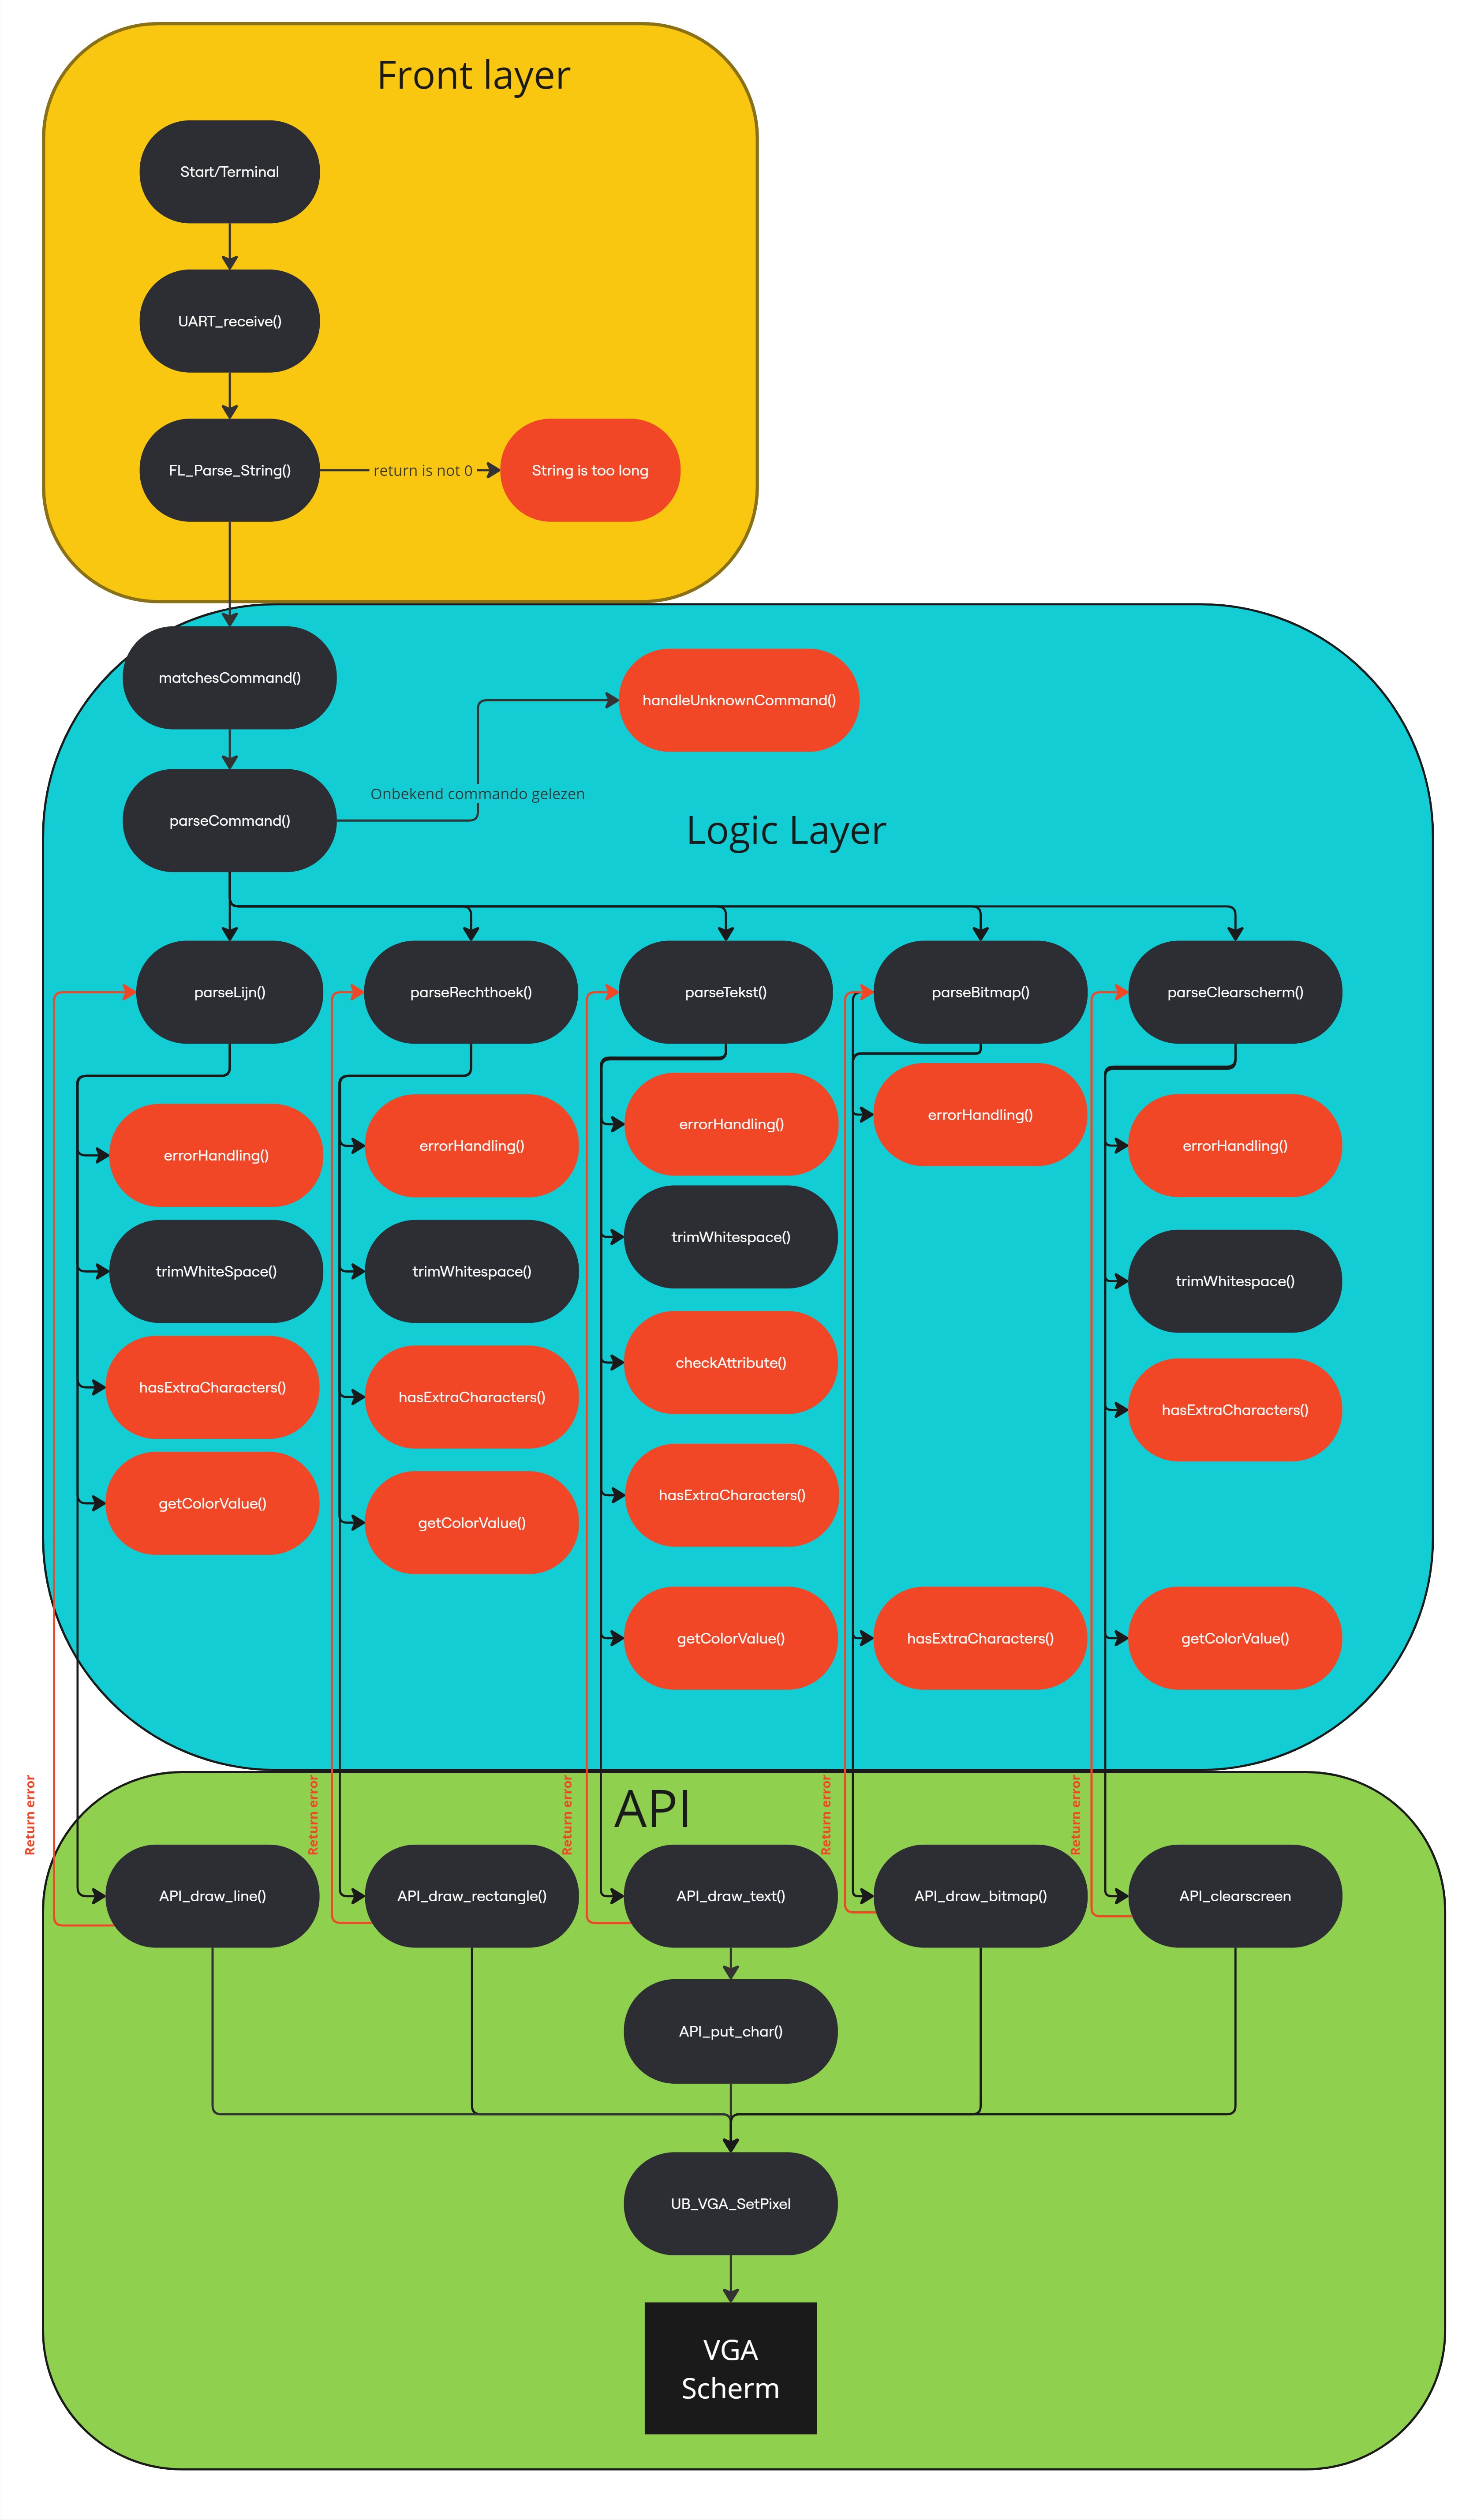 Front layer
Start/Terminal
UART_receive()
FL_Parse_String()
return is not 0
String is too long
matchesCommand()
handleUnknownCommand()
Onbekend commando gelezen
parseCommand()
Logic Layer
parseLijn()
parseRechthoek()
parseTekst()
parseBitmap()
parseClearscherm()
errorHandling()
errorHandling()
errorHandling()
errorHandling()
errorHandling()
trimWhiteSpace()
trimWhitespace()
trimWhitespace()
trimWhitespace()
checkAttribute()
hasExtraCharacters()
hasExtraCharacters()
hasExtraCharacters()
hasExtraCharacters()
getColorValue()
getColorValue()
getColorValue()
hasExtraCharacters()
getColorValue()
Return error
Return error
Return error
Return error
Return error
API
API_draw_line()
API_draw_rectangle()
API_draw_text()
API_draw_bitmap()
API_clearscreen
API_put_char()
UB_VGA_SetPixel
VGA
Scherm